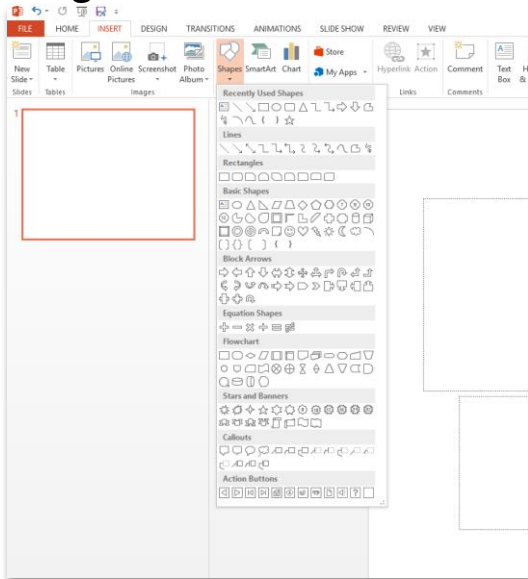 FILE HOME INSERT DESIGN TRANSITIONS ANIMATIONS SLIDE SHOW REVIEW VIEW
New Slide Table Pictures Online Pictures Screenshot Photo Album Shapes SmartArt Chart Store My Apps Hyperlink Action Comment Text Box
Slides Tables Images Links Comments
Recently Used Shapes
1
Lines
Rectangles
Basic Shapes
Block Arrows
Equation Shapes
Flowchart
Stars and Banners
Callouts
Action Buttons